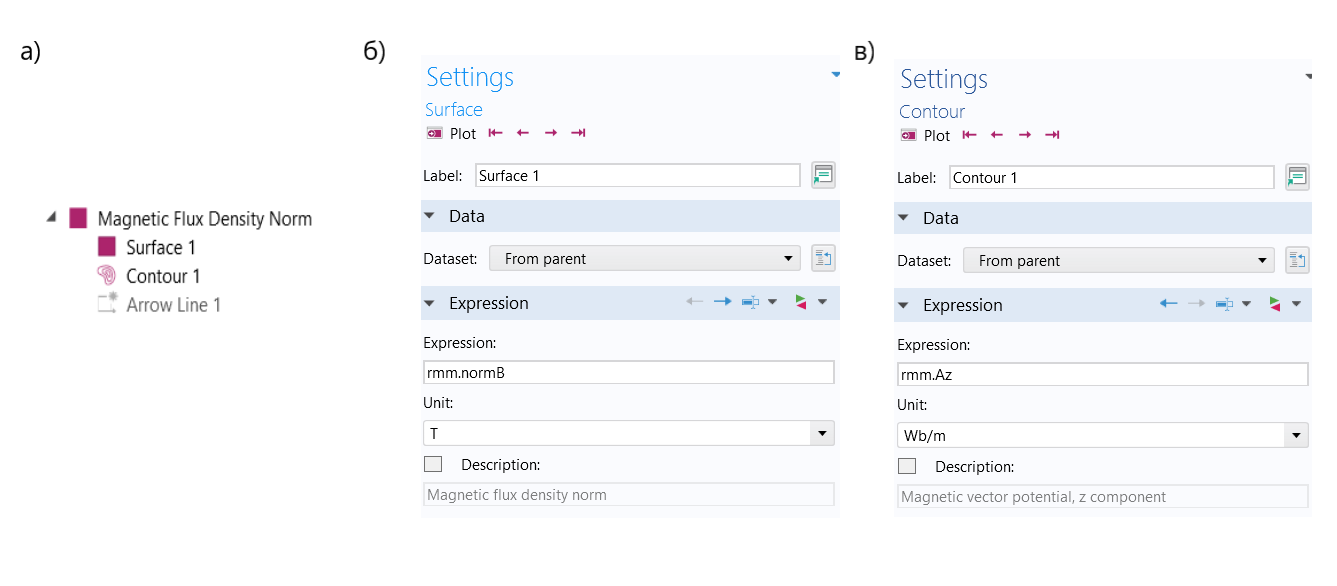 а)
Magnetic Flux Density Norm
Surface 1
Contour 1
Arrow Line 1
б)
Settings
Surface
Plot
Label: Surface 1
Data
Dataset: From parent
Expression
Expression:
rmm.normB
Unit:
T
Description:
Magnetic flux density norm
в)
Settings
Contour
Plot
Label: Contour 1
Data
Dataset: From parent
Expression
Expression:
rmm.Az
Unit:
Wb/m
Description:
Magnetic vector potential, z component